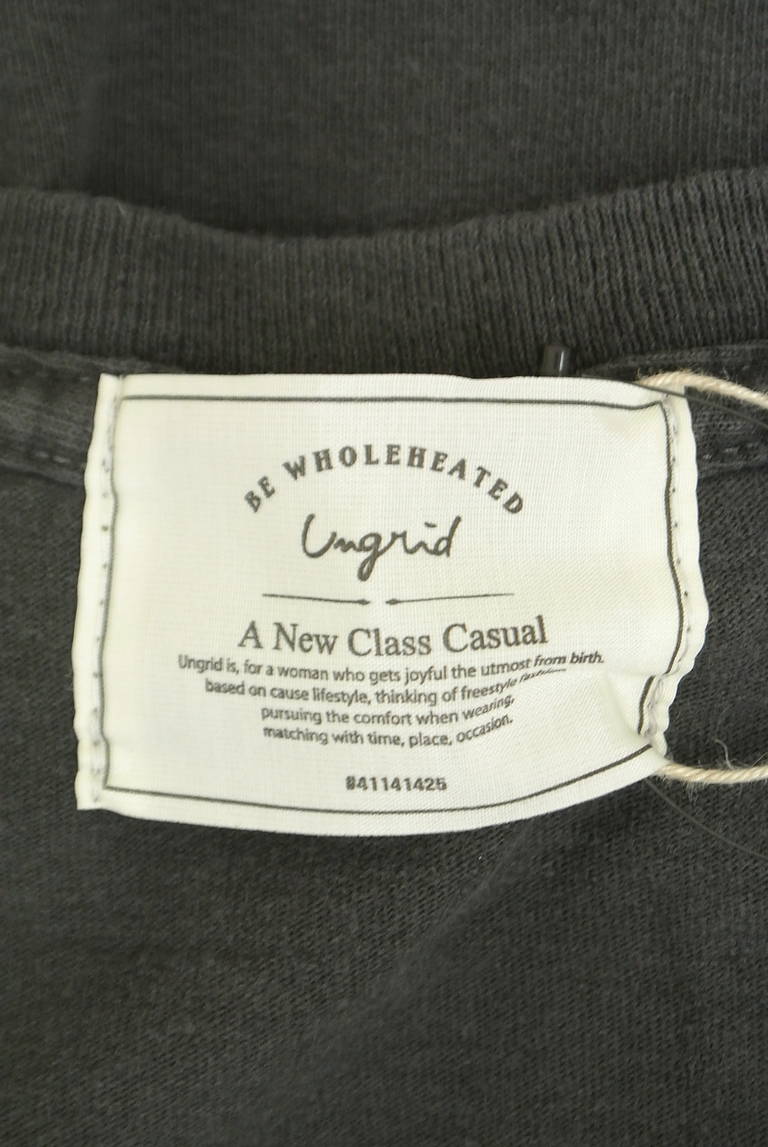 BE WHOLEHEATED
Ungrid
A New Class Casual
Ungrid is, for a woman who gets joyful the utmost from birth.
based on cause lifestyle, thinking of freestyle
pursuing the comfort when wearing,
matching with time, place, occasion.
#41141425